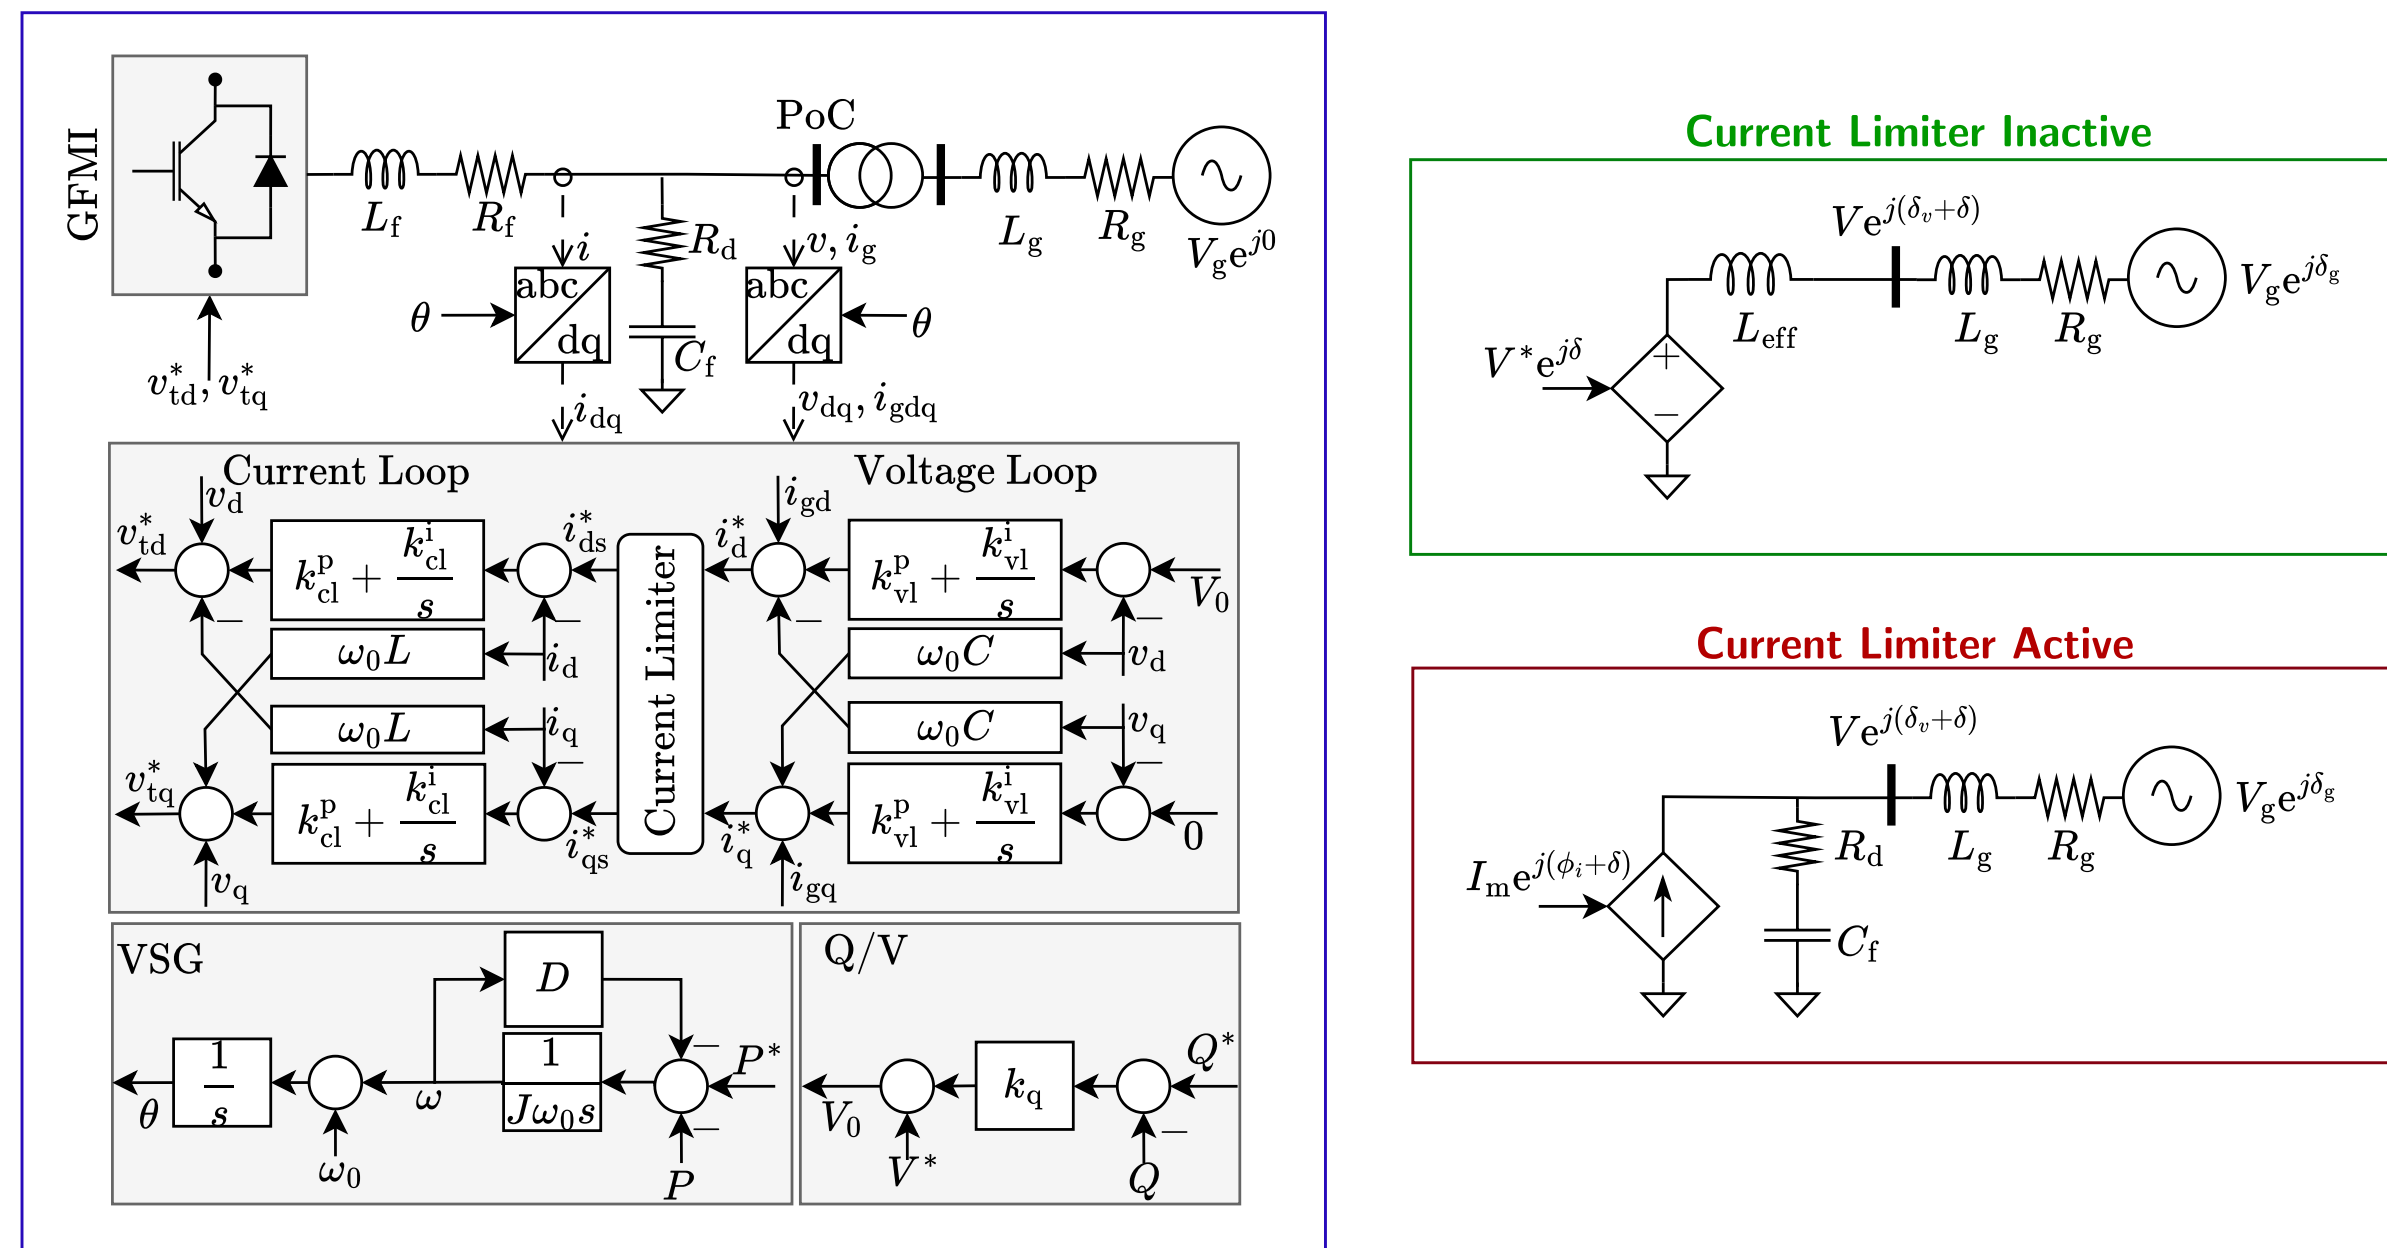 PoC
GFMI
L_f
R_f
R_d
C_f
L_g
R_g
V_g e^{j0}
i
v, i_g
abc
dq
abc
dq
θ
θ
v*_td, v*_tq
i_dq
v_dq, i_gdq
Current Loop
Voltage Loop
v_d
i_gd
v*_td
k^p_cl + k^i_cl / s
i*_ds
i*_d
k^p_vl + k^i_vl / s
V_0
−
−
−
−
ω_0 L
i_d
ω_0 C
v_d
Current Limiter
ω_0 L
i_q
ω_0 C
v_q
−
−
v*_tq
k^p_cl + k^i_cl / s
i*_qs
i*_q
k^p_vl + k^i_vl / s
0
v_q
i_gq
VSG
D
−
P*
1 / s
1 / Jω_0 s
θ
ω
ω_0
−
P
Q/V
Q*
k_q
V_0
V*
−
Q
Current Limiter Inactive
V e^{j(δ_v+δ)}
V_g e^{jδ_g}
L_eff
L_g
R_g
V* e^{jδ}
+
−
Current Limiter Active
V e^{j(δ_v+δ)}
V_g e^{jδ_g}
R_d
L_g
R_g
I_m e^{j(ϕ_i+δ)}
C_f